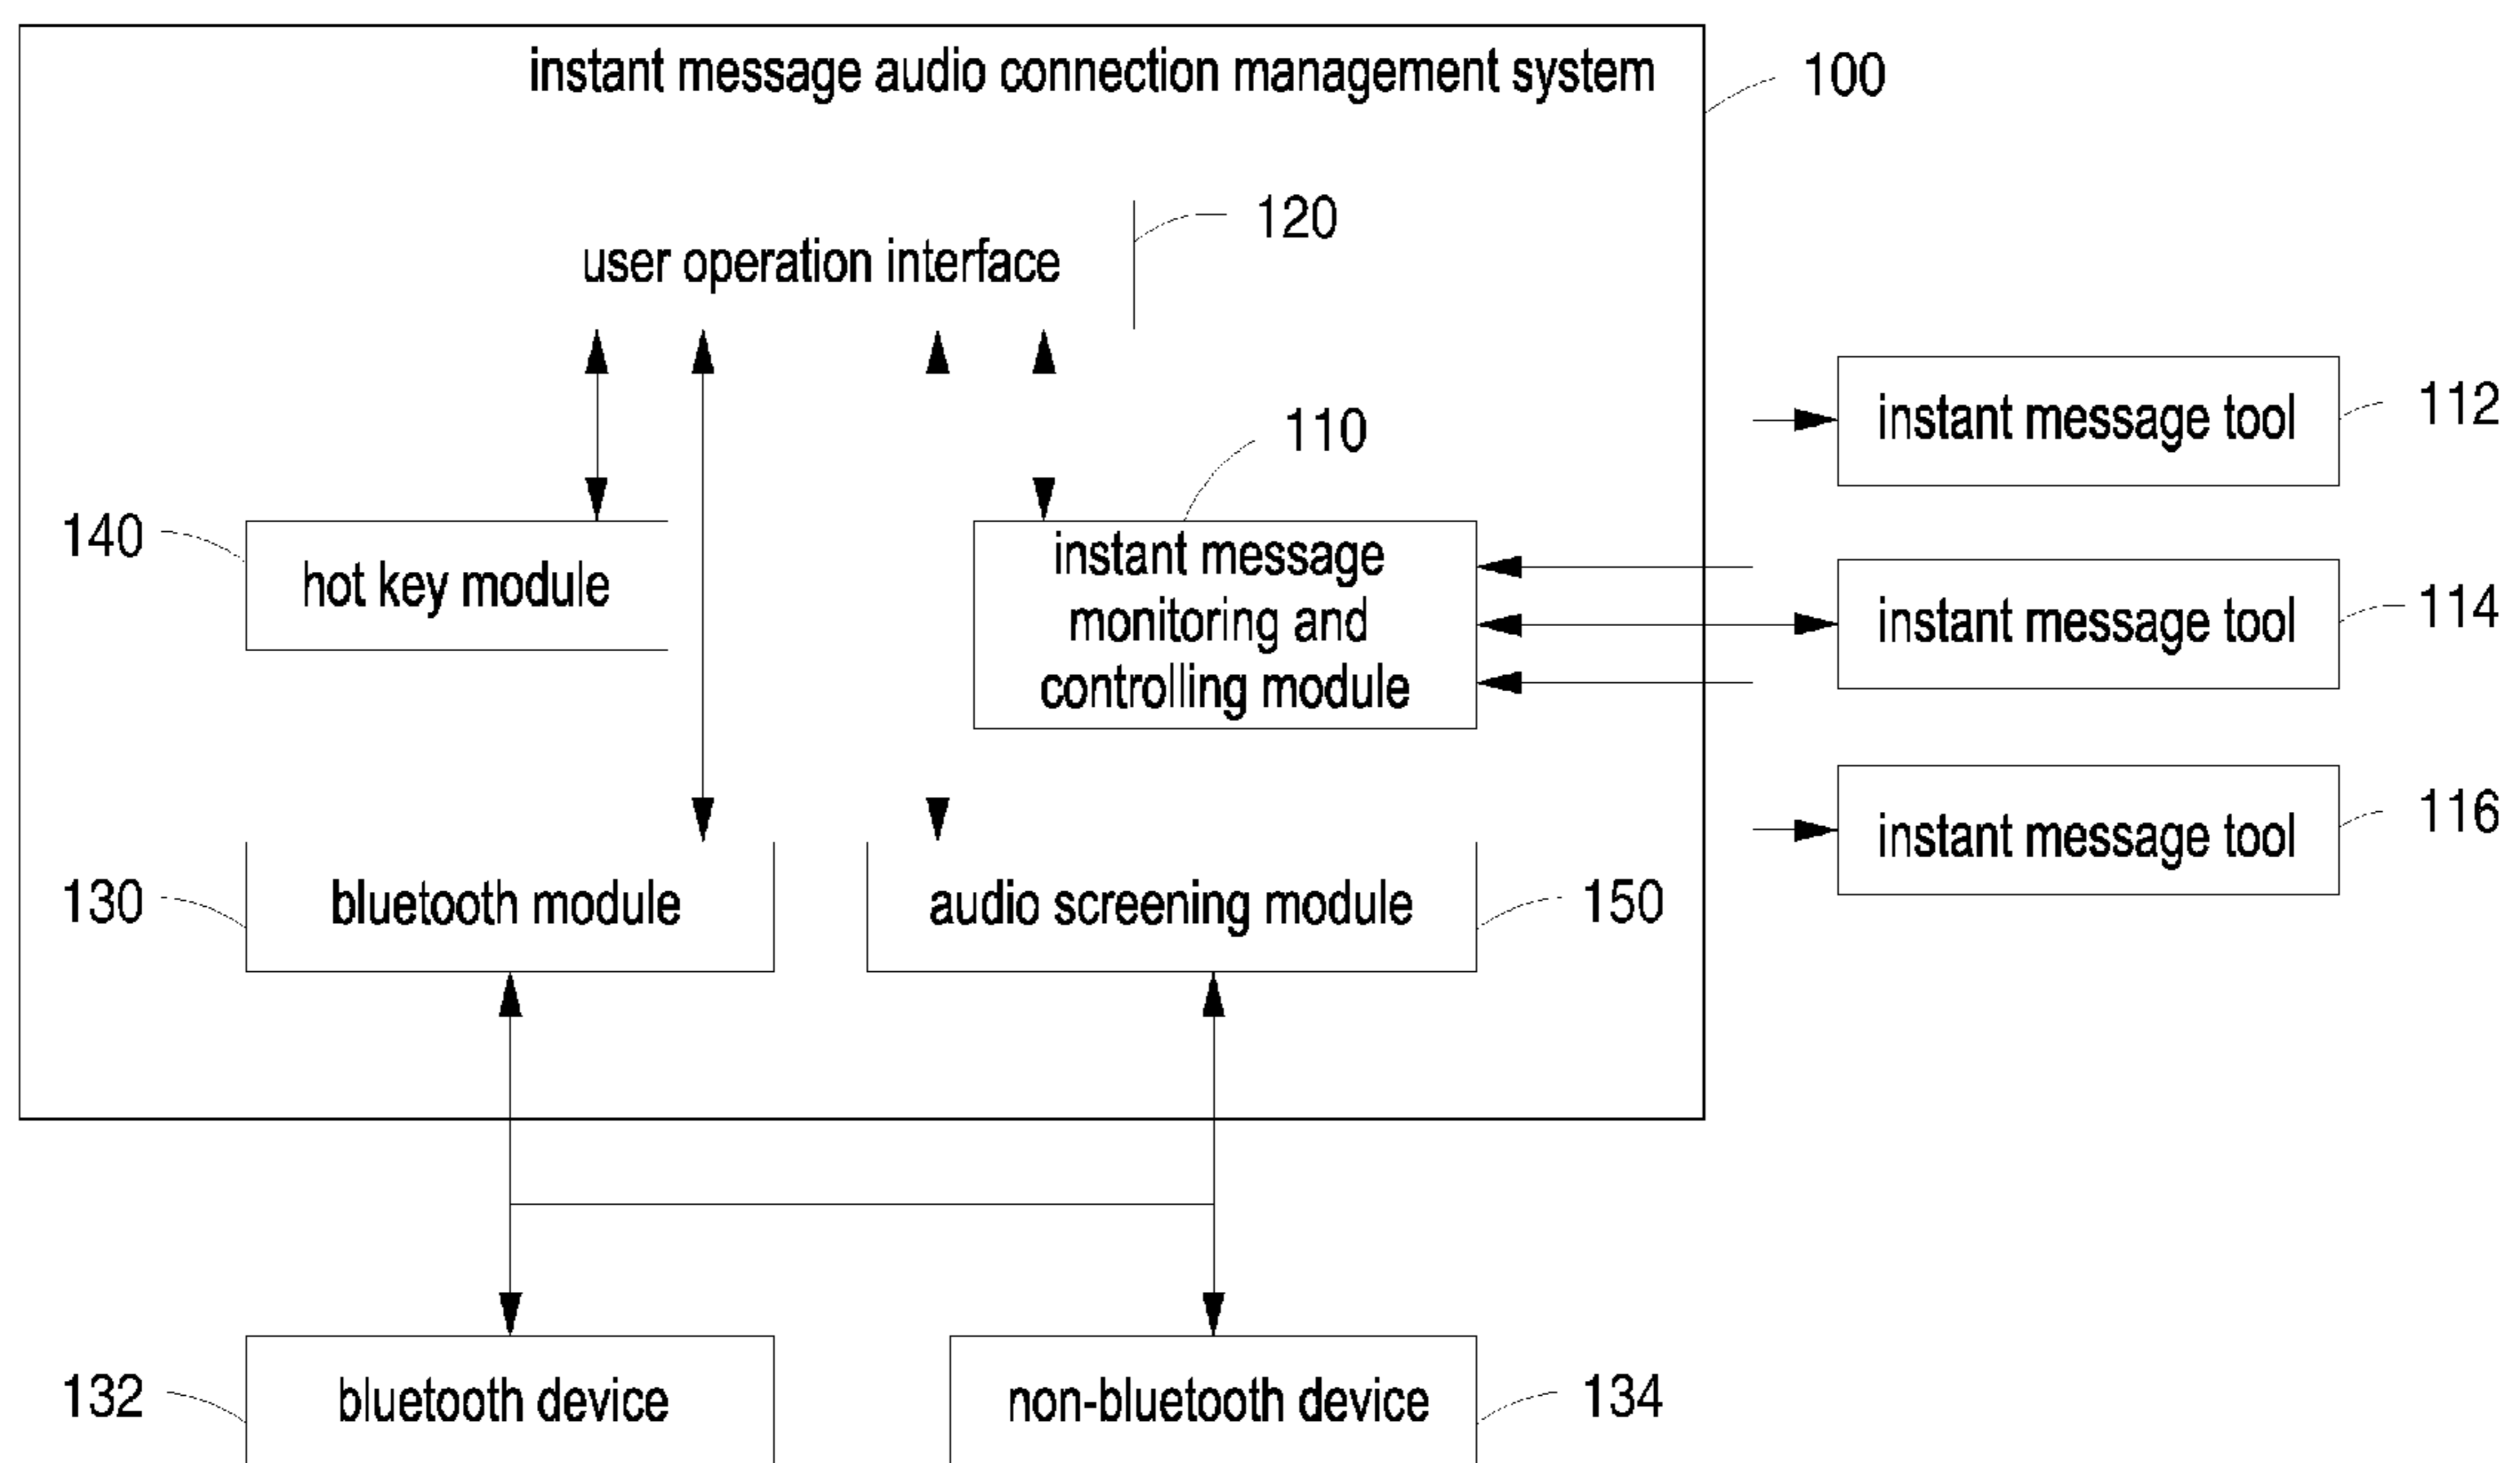 instant message audio connection management system
100
120
user operation interface
110
instant message tool
112
140
hot key module
instant message
monitoring and
controlling module
instant message tool
114
instant message tool
116
130
bluetooth module
audio screening module
150
132
bluetooth device
non-bluetooth device
134